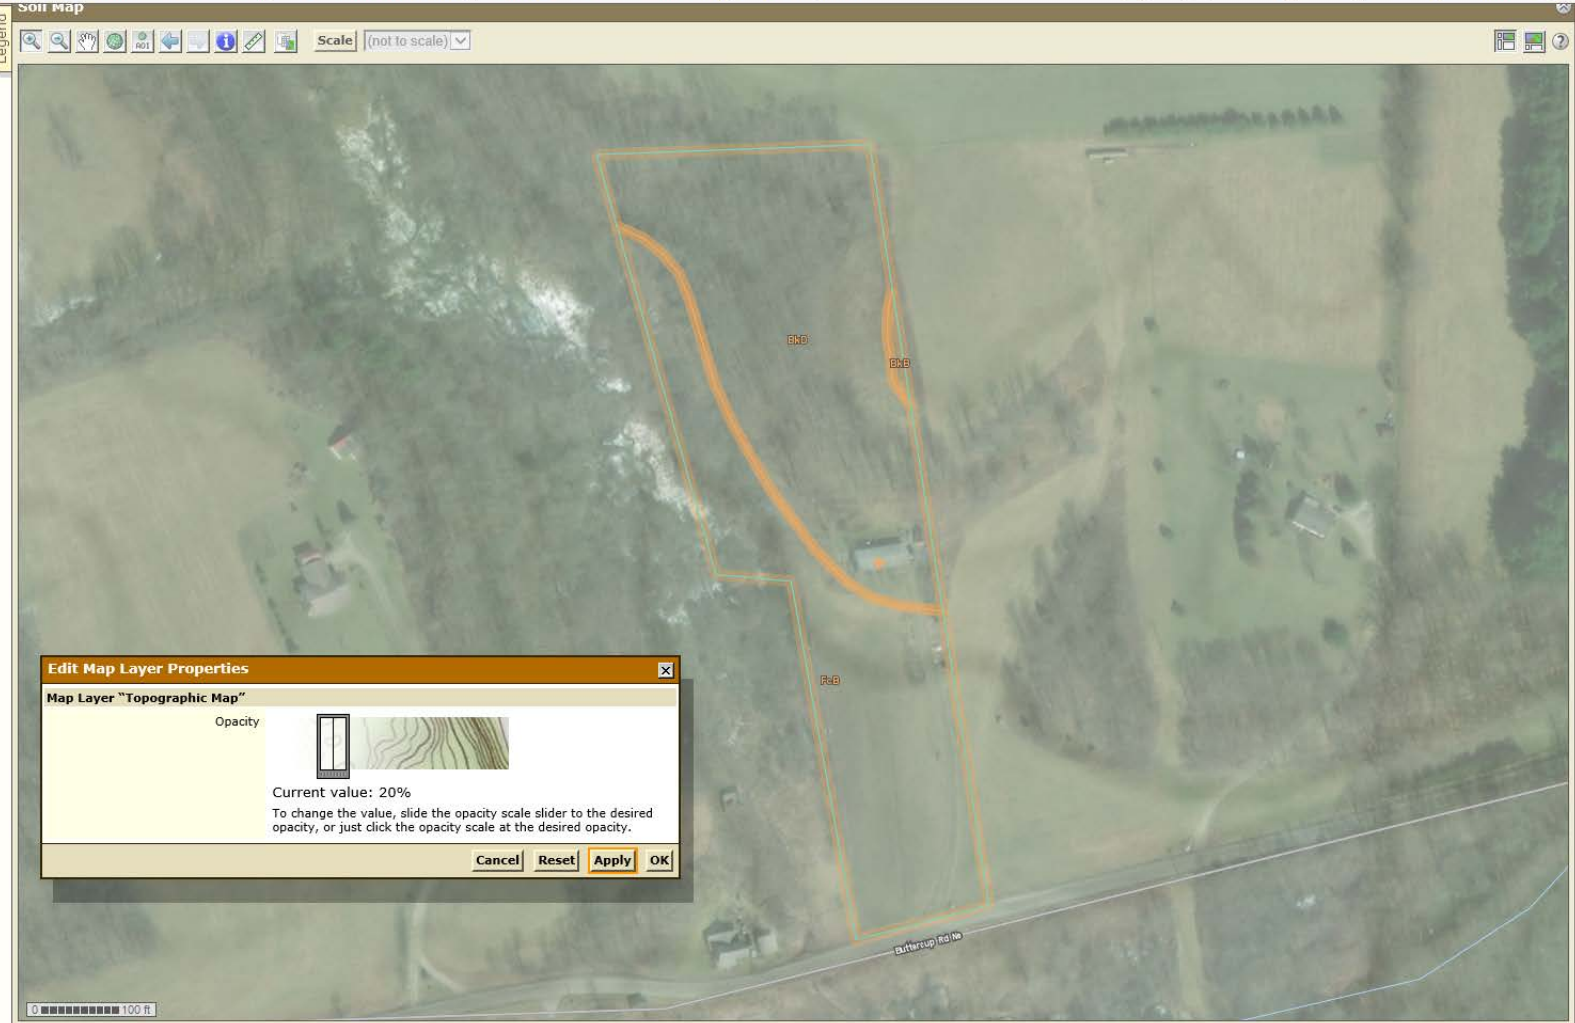 Soil Map
Legend
AOI
Scale
(not to scale)
BkD
BkB
FcB
Buttercup Rd Ne
Edit Map Layer Properties
Map Layer “Topographic Map”
Opacity
Current value: 20%
To change the value, slide the opacity scale slider to the desired
opacity, or just click the opacity scale at the desired opacity.
Cancel Reset Apply OK
0 100 ft